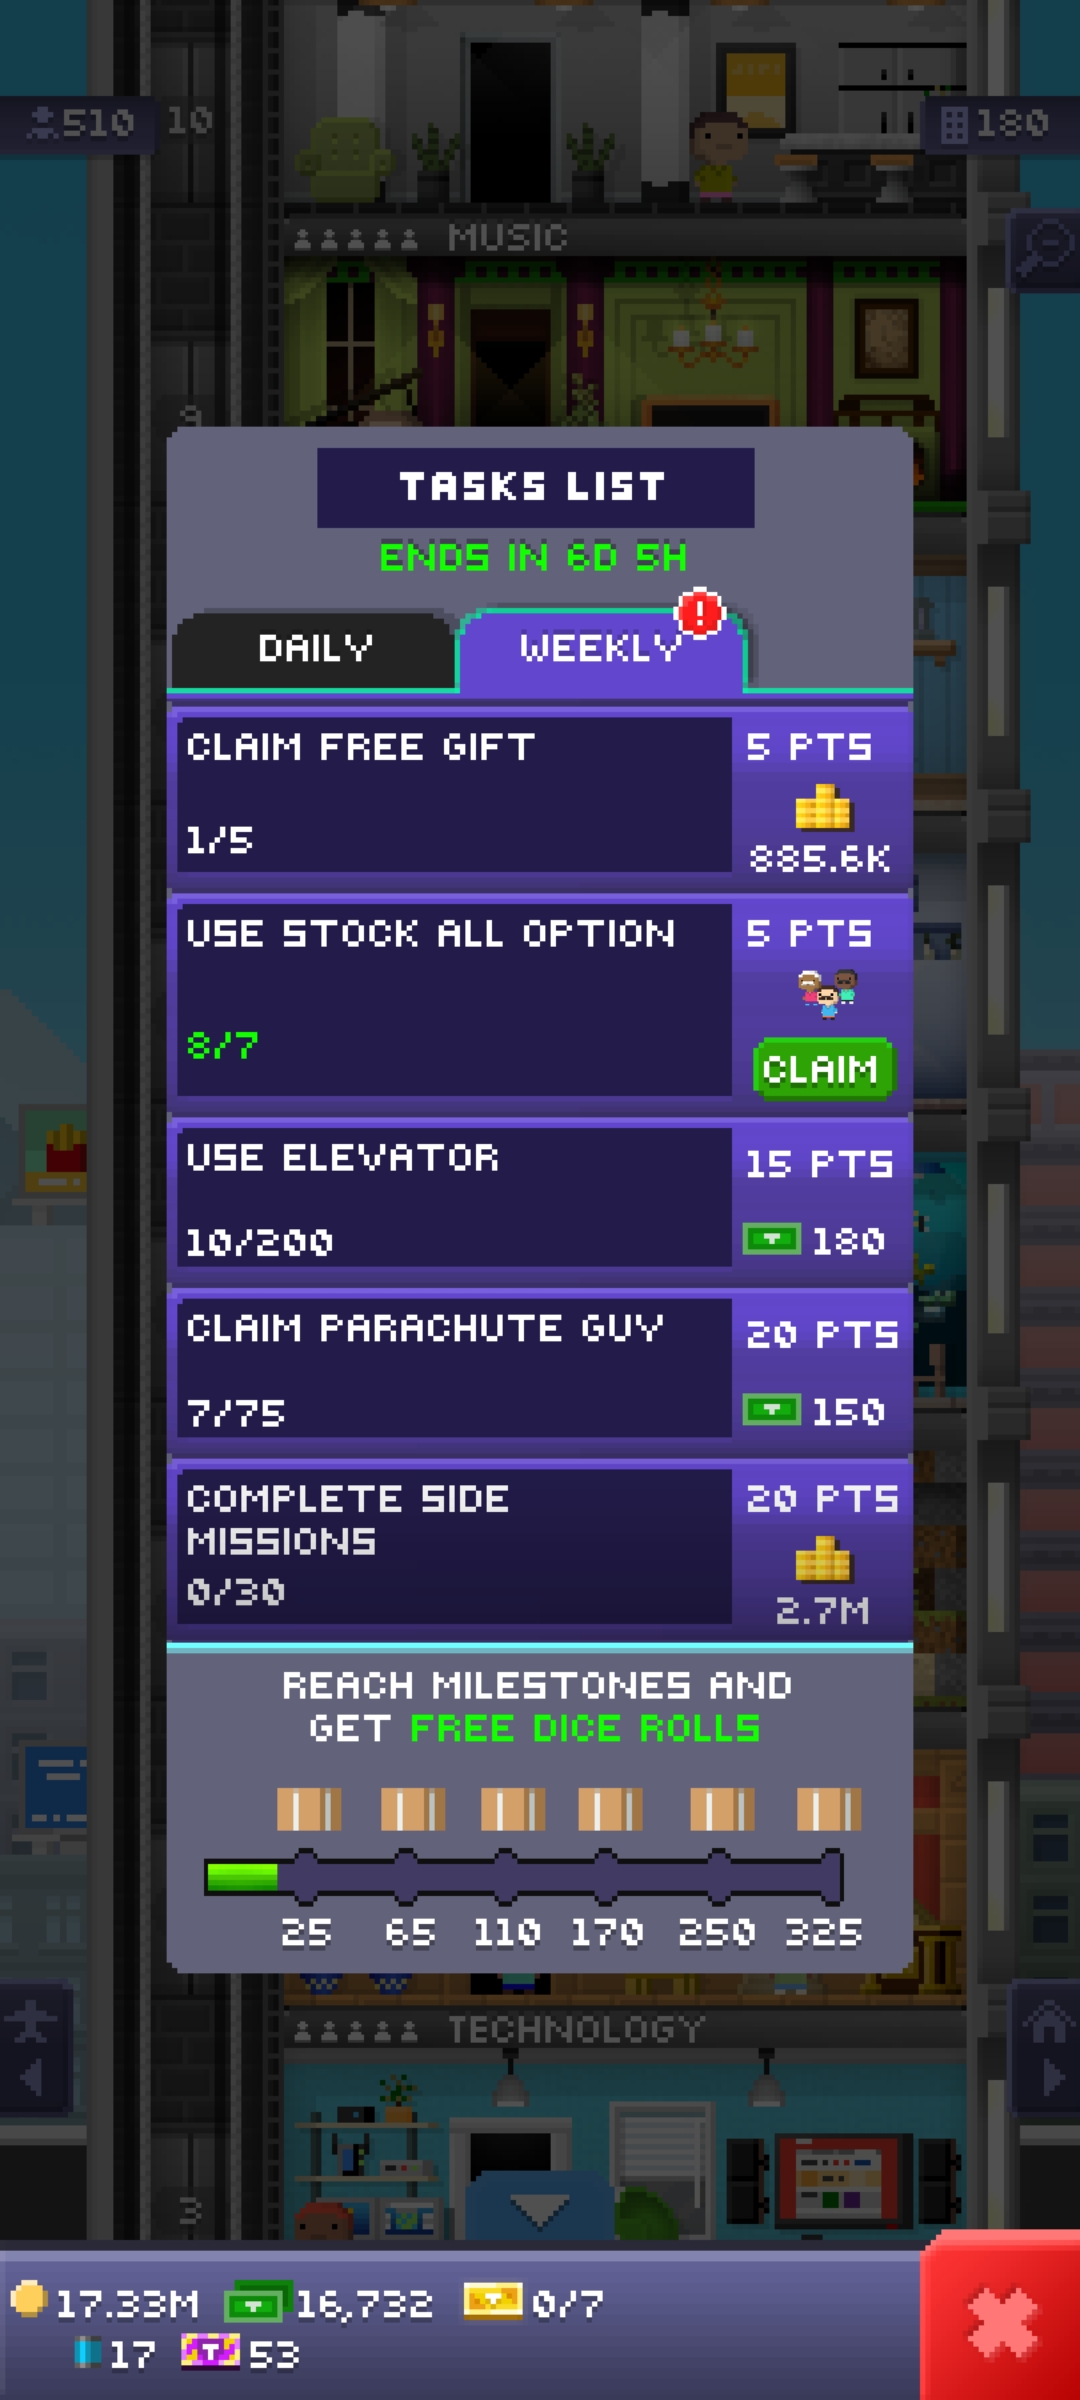 510
10
180
MUSIC
9
TASKS LIST
ENDS IN 6D 5H
DAILY
WEEKLY
!
CLAIM FREE GIFT
5 PTS
1/5
885.6K
USE STOCK ALL OPTION
5 PTS
8/7
CLAIM
USE ELEVATOR
15 PTS
10/200
180
CLAIM PARACHUTE GUY
20 PTS
7/75
150
COMPLETE SIDE
MISSIONS
20 PTS
0/30
2.7M
REACH MILESTONES AND
GET FREE DICE ROLLS
25 65 110 170 250 325
TECHNOLOGY
3
17.33M 16,732 0/7
17 53